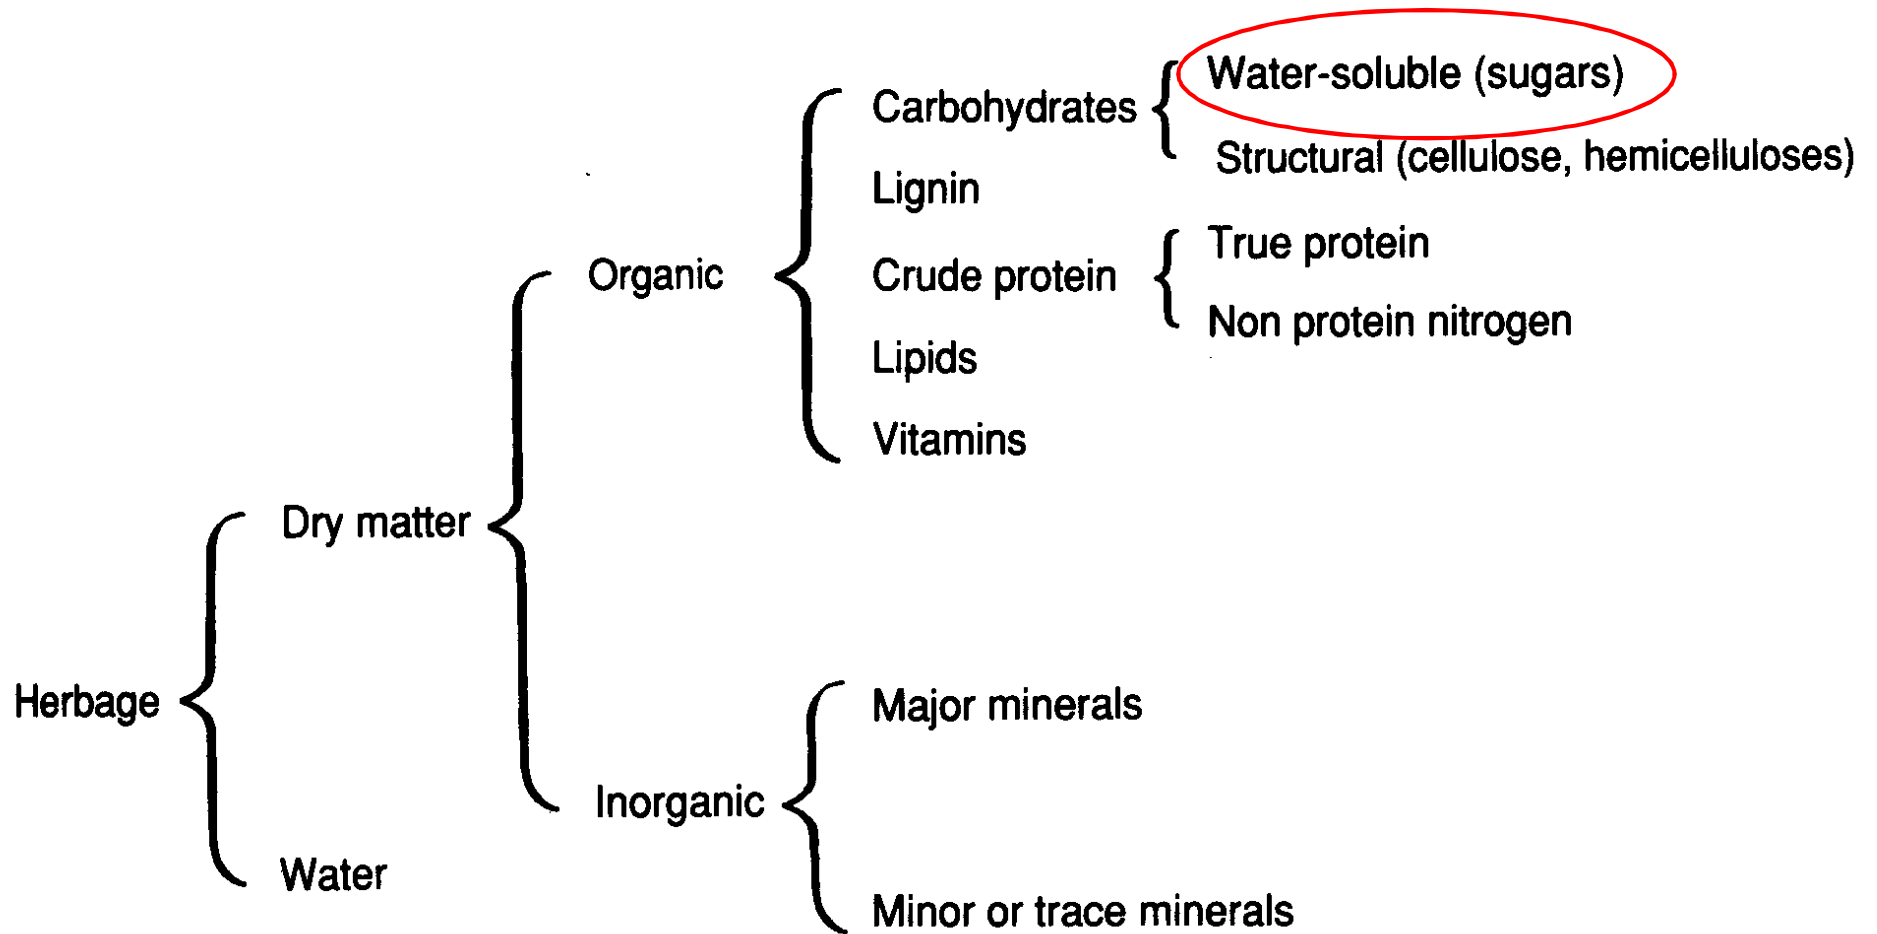 Water-soluble (sugars)
Carbohydrates
Structural (cellulose, hemicelluloses)
Lignin
True protein
Organic
Crude protein
Non protein nitrogen
Lipids
Vitamins
Dry matter
Herbage
Major minerals
Inorganic
Water
Minor or trace minerals